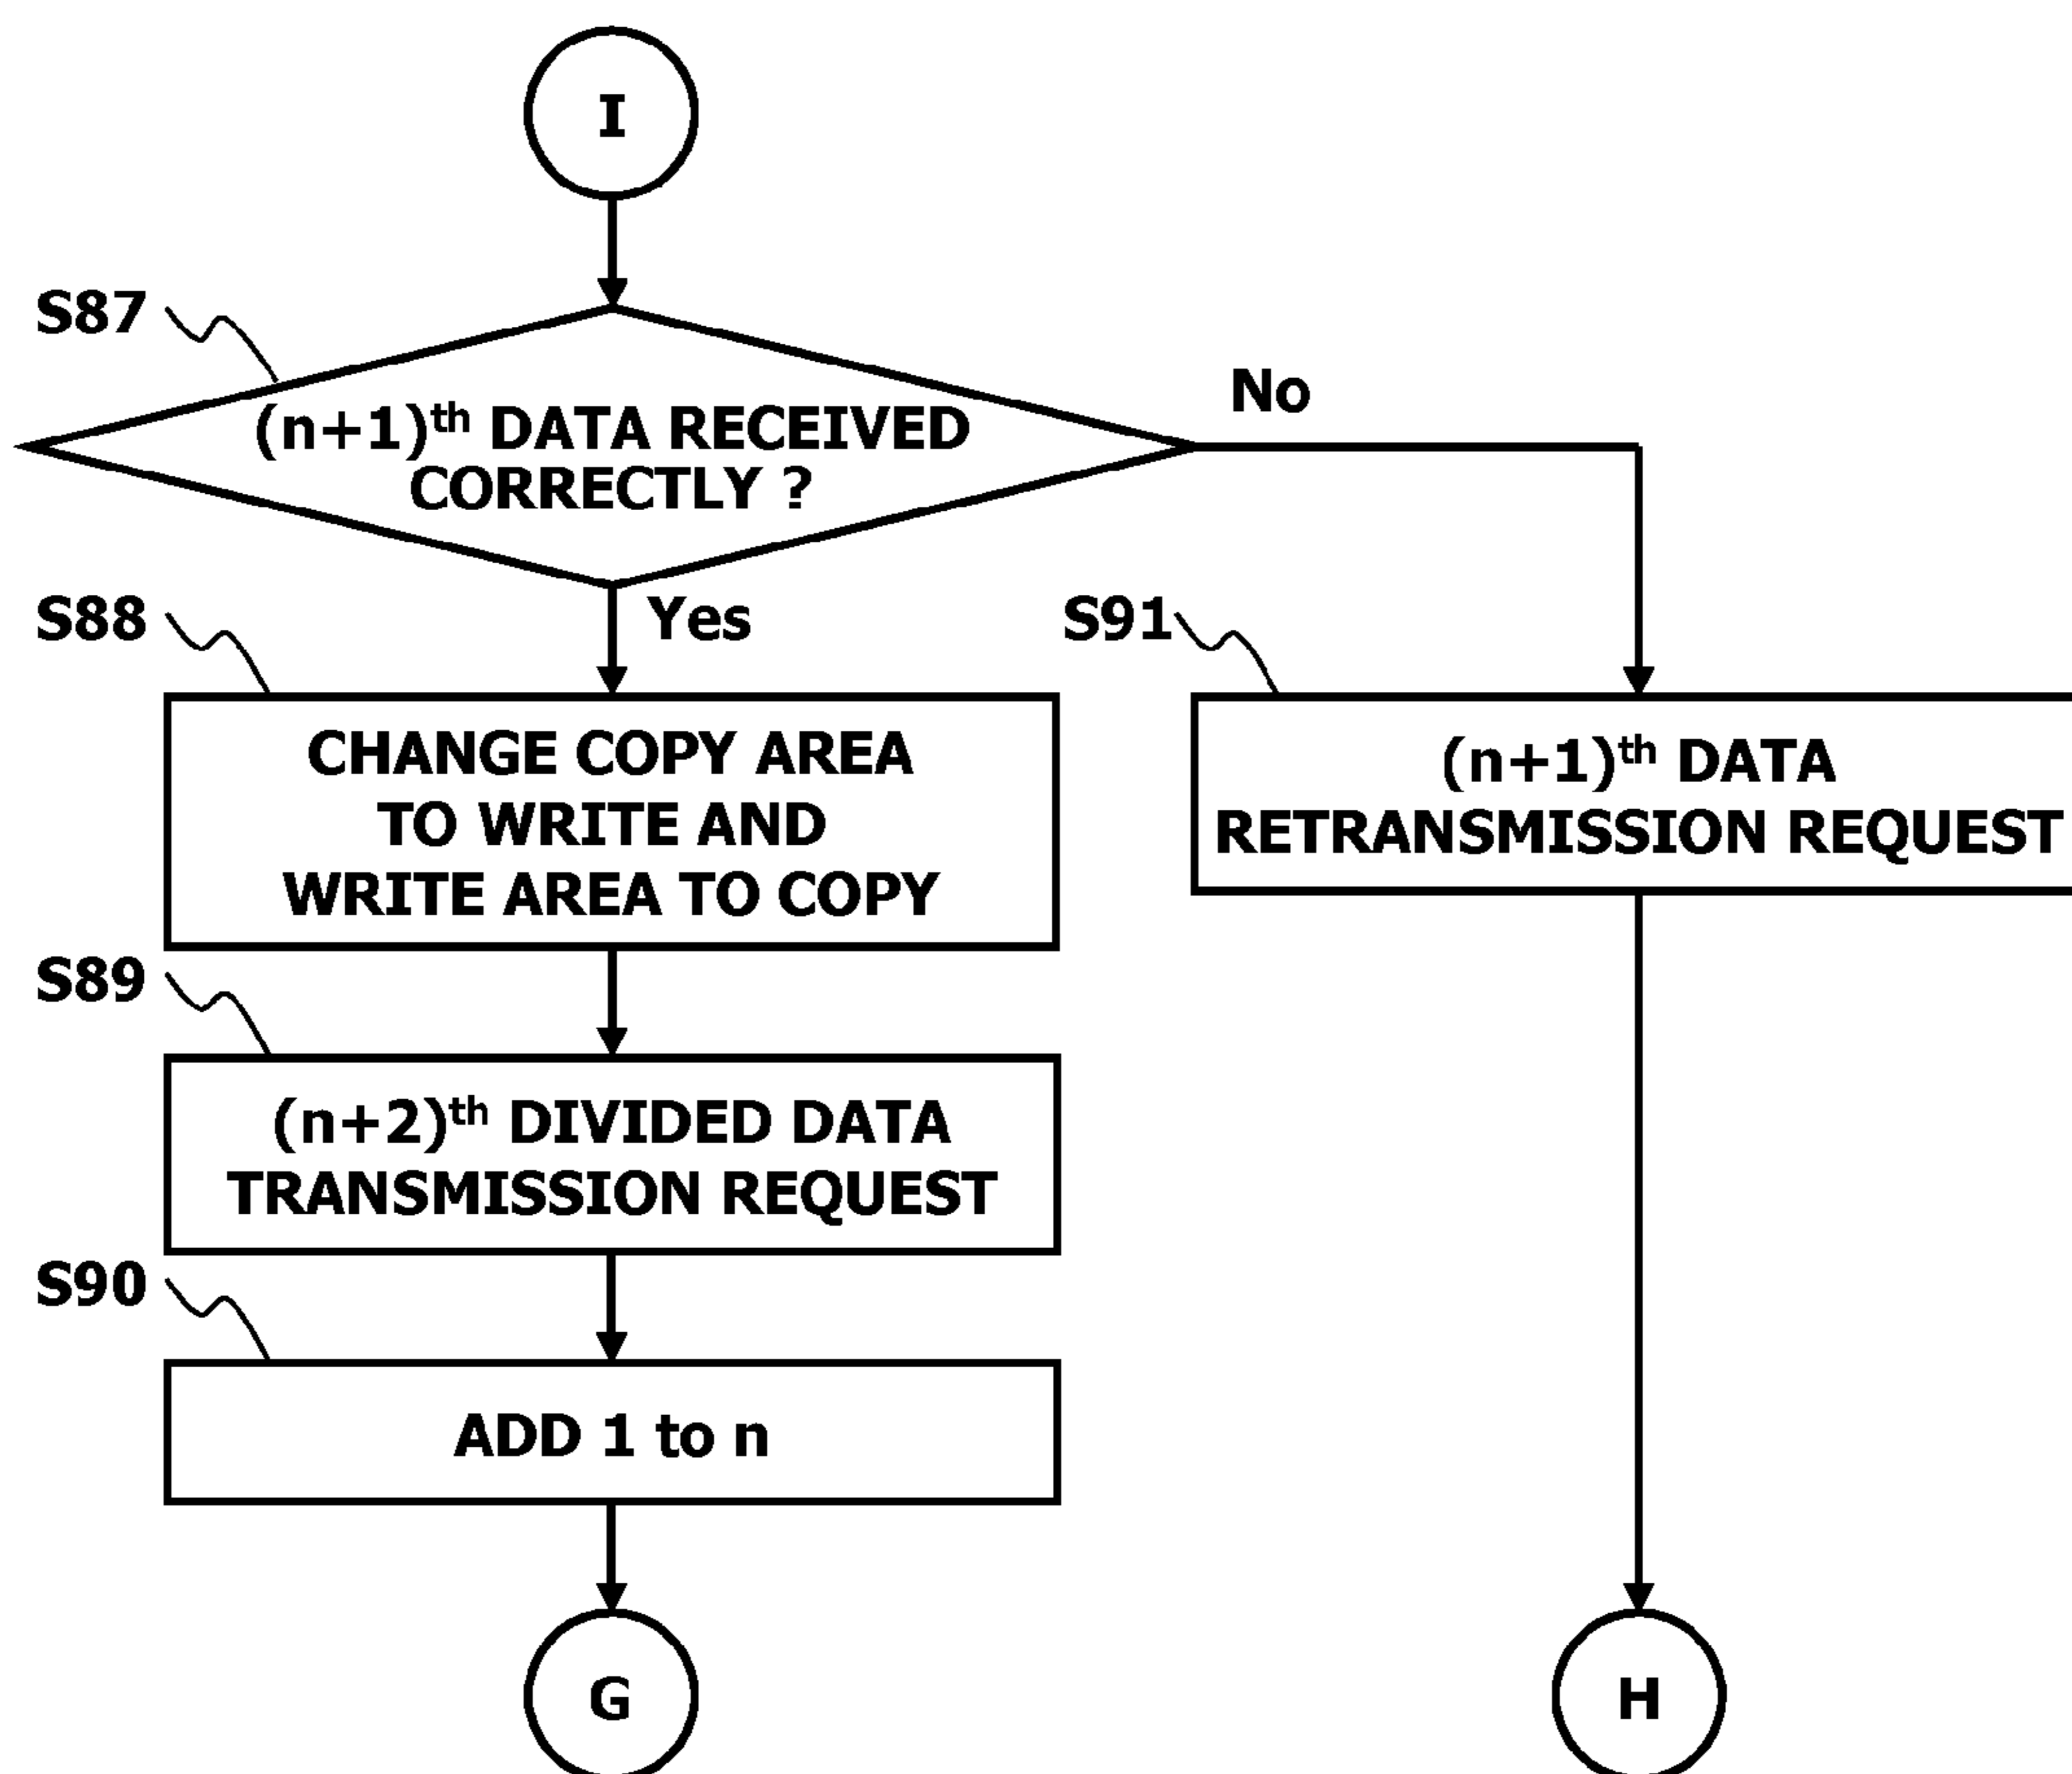 I
S87
(n+1)th DATA RECEIVED
CORRECTLY ?
No
Yes
S88
CHANGE COPY AREA
TO WRITE AND
WRITE AREA TO COPY
S91
(n+1)th DATA
RETRANSMISSION REQUEST
S89
(n+2)th DIVIDED DATA
TRANSMISSION REQUEST
S90
ADD 1 to n
G
H